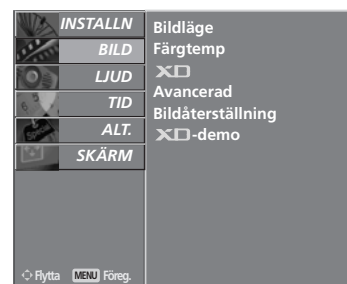 INSTALLN
BILD
LJUD
TID
ALT.
SKÄRM
Bildläge
Färgtemp
XD
Avancerad
Bildåterställning
XD-demo
Flytta MENU Föreg.